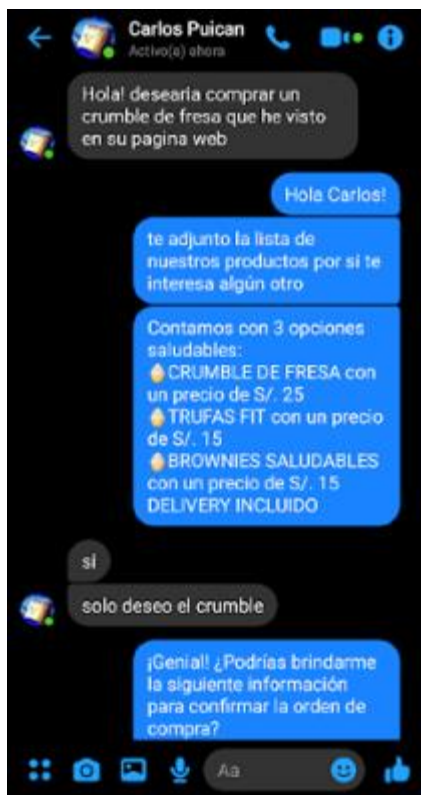 Carlos Puican
Activo(a) ahora
Hola! desearia comprar un
crumble de fresa que he visto
en su pagina web
Hola Carlos!
te adjunto la lista de
nuestros productos por si te
interesa algún otro
Contamos con 3 opciones
saludables:
🧁CRUMBLE DE FRESA con
un precio de S/. 25
🧁TRUFAS FIT con un precio
de S/. 15
🧁BROWNIES SALUDABLES
con un precio de S/. 15
DELIVERY INCLUIDO
si
solo deseo el crumble
¡Genial! ¿Podrías brindarme
la siguiente información
para confirmar la orden de
compra?
Aa